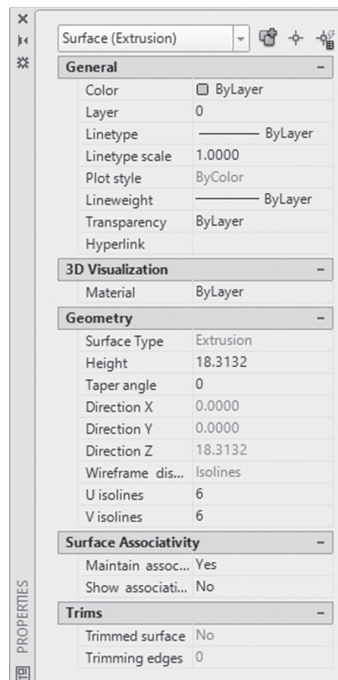 Surface (Extrusion)
General –
Color ByLayer
Layer 0
Linetype ByLayer
Linetype scale 1.0000
Plot style ByColor
Lineweight ByLayer
Transparency ByLayer
Hyperlink
3D Visualization –
Material ByLayer
Geometry –
Surface Type Extrusion
Height 18.3132
Taper angle 0
Direction X 0.0000
Direction Y 0.0000
Direction Z 18.3132
Wireframe dis... Isolines
U isolines 6
V isolines 6
Surface Associativity –
Maintain assoc... Yes
Show associati... No
Trims –
Trimmed surface No
Trimming edges 0
PROPERTIES